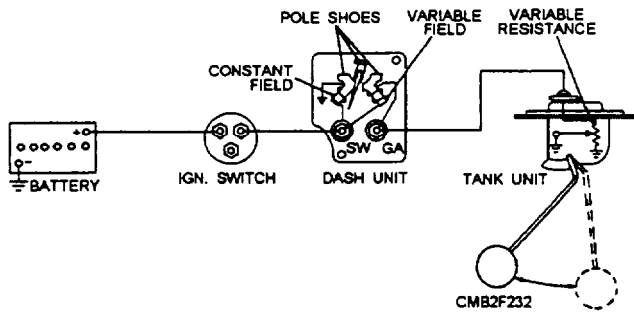 POLE SHOES
VARIABLE
FIELD
VARIABLE
RESISTANCE
CONSTANT
FIELD
+
-
BATTERY
IGN. SWITCH
SW
GA
DASH UNIT
TANK UNIT
CMB2F232